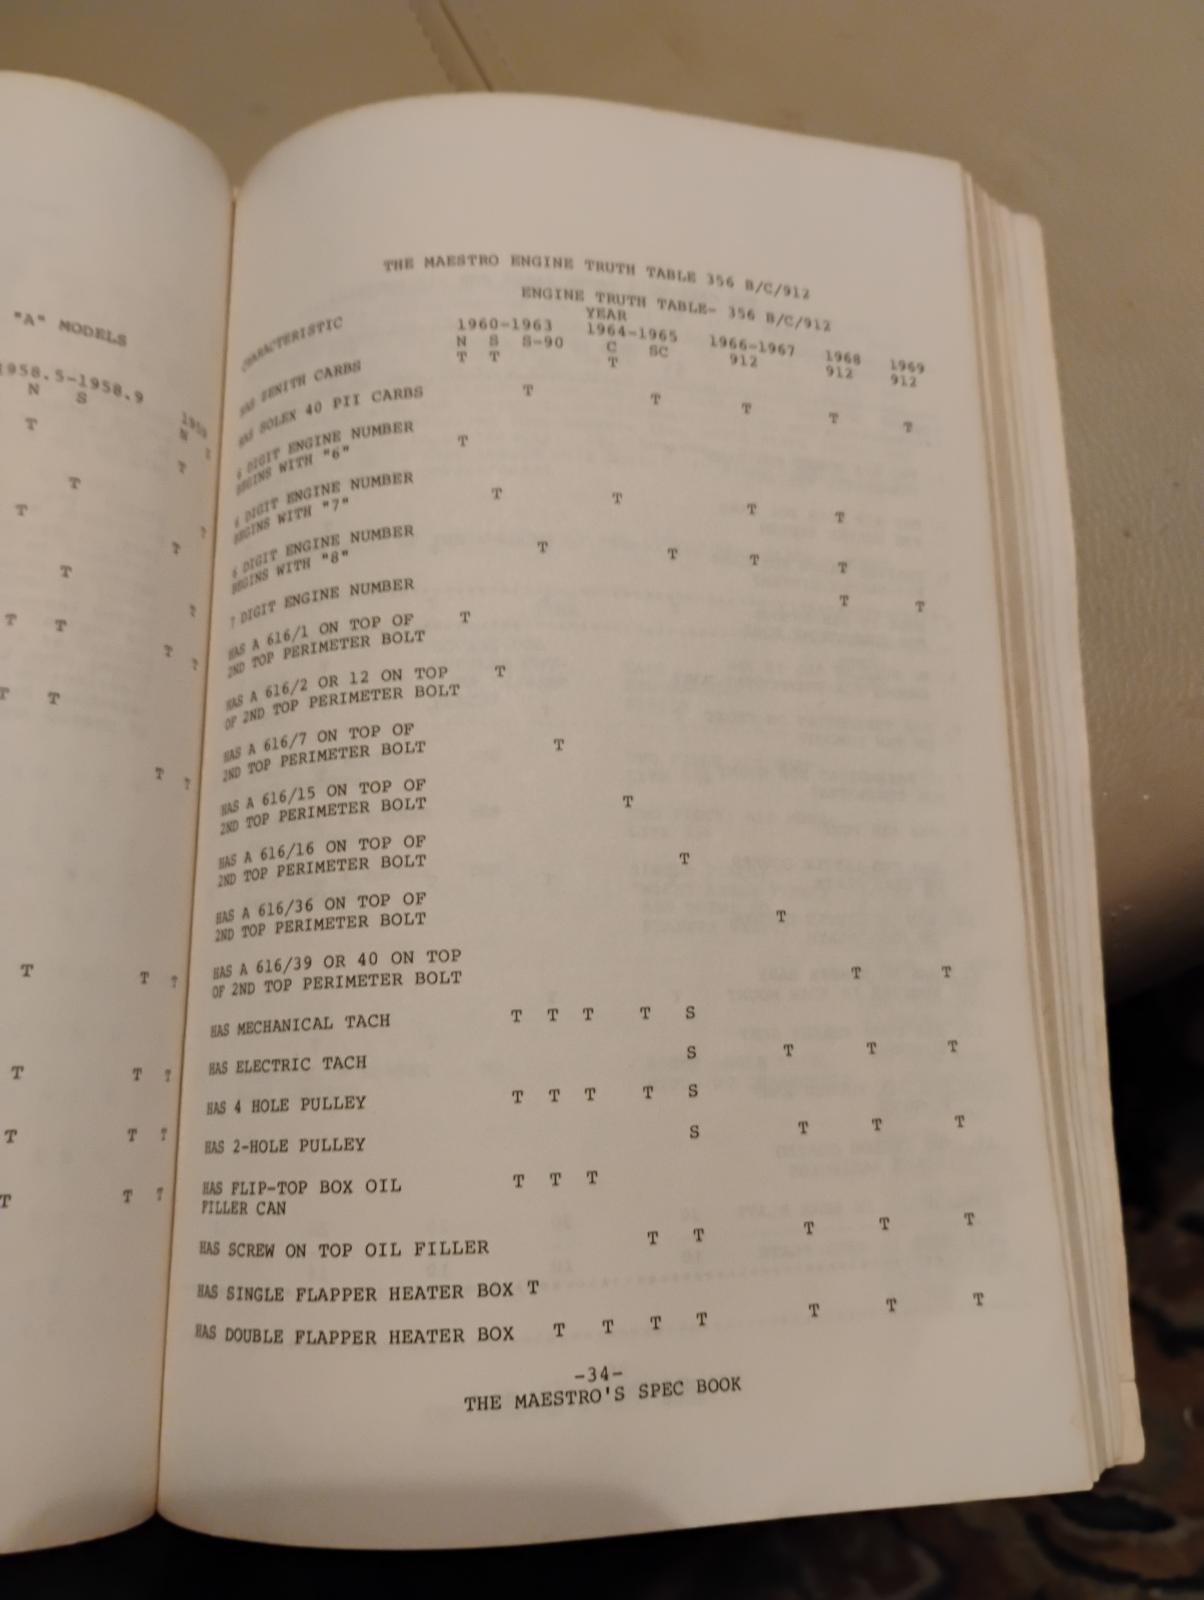 "A" MODELS
1958.5-1958.9
N S
T
T
T
T
T
T
T T
T
T T
T
T
T T
T T
T T
T T
THE MAESTRO ENGINE TRUTH TABLE 356 B/C/912
ENGINE TRUTH TABLE- 356 B/C/912
YEAR
CHARACTERISTIC 1960-1963 1964-1965 1966-1967 1968 1969
N S S-90 C SC 912 912 912
HAS ZENITH CARBS T T T
HAS SOLEX 40 PII CARBS T T T T T
6 DIGIT ENGINE NUMBER T
BEGINS WITH "6"
6 DIGIT ENGINE NUMBER T T T T
BEGINS WITH "7"
6 DIGIT ENGINE NUMBER T T T T
BEGINS WITH "8"
7 DIGIT ENGINE NUMBER T T
HAS A 616/1 ON TOP OF T
2ND TOP PERIMETER BOLT
HAS A 616/2 OR 12 ON TOP T
OF 2ND TOP PERIMETER BOLT
HAS A 616/7 ON TOP OF T
2ND TOP PERIMETER BOLT
HAS A 616/15 ON TOP OF T
2ND TOP PERIMETER BOLT
HAS A 616/16 ON TOP OF T
2ND TOP PERIMETER BOLT
HAS A 616/36 ON TOP OF T
2ND TOP PERIMETER BOLT
HAS A 616/39 OR 40 ON TOP T T
OF 2ND TOP PERIMETER BOLT
HAS MECHANICAL TACH T T T T S
HAS ELECTRIC TACH S T T T
HAS 4 HOLE PULLEY T T T T S
HAS 2-HOLE PULLEY S T T T
HAS FLIP-TOP BOX OIL T T T
FILLER CAN
HAS SCREW ON TOP OIL FILLER T T T T T
HAS SINGLE FLAPPER HEATER BOX T
HAS DOUBLE FLAPPER HEATER BOX T T T T T T T
-34-
THE MAESTRO'S SPEC BOOK